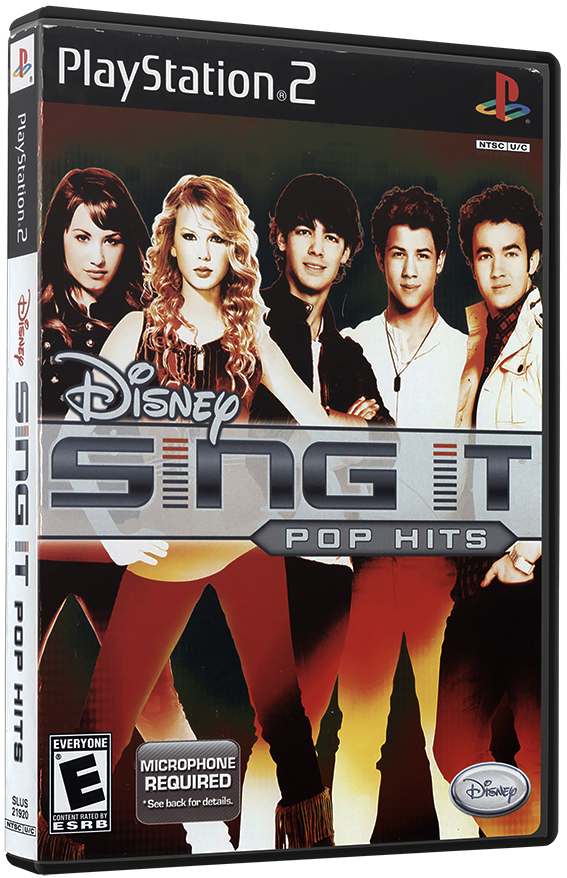 PlayStation®2
NTSC U/C
Disney
SING IT
POP HITS
EVERYONE
E
CONTENT RATED BY
ESRB
MICROPHONE
REQUIRED
*See back for details.
Disney
PlayStation®2
Disney
SING IT POP HITS
SLUS
21920
NTSC U/C